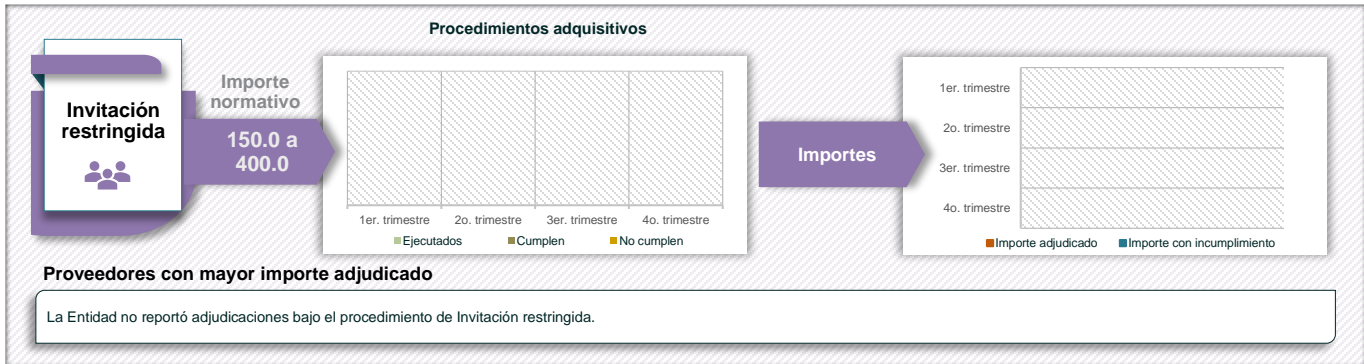 Procedimientos adquisitivos
Invitación
restringida
Importe
normativo
150.0 a
400.0
1er. trimestre 2o. trimestre 3er. trimestre 4o. trimestre
Ejecutados Cumplen No cumplen
Importes
1er. trimestre
2o. trimestre
3er. trimestre
4o. trimestre
Importe adjudicado Importe con incumplimiento
Proveedores con mayor importe adjudicado
La Entidad no reportó adjudicaciones bajo el procedimiento de Invitación restringida.